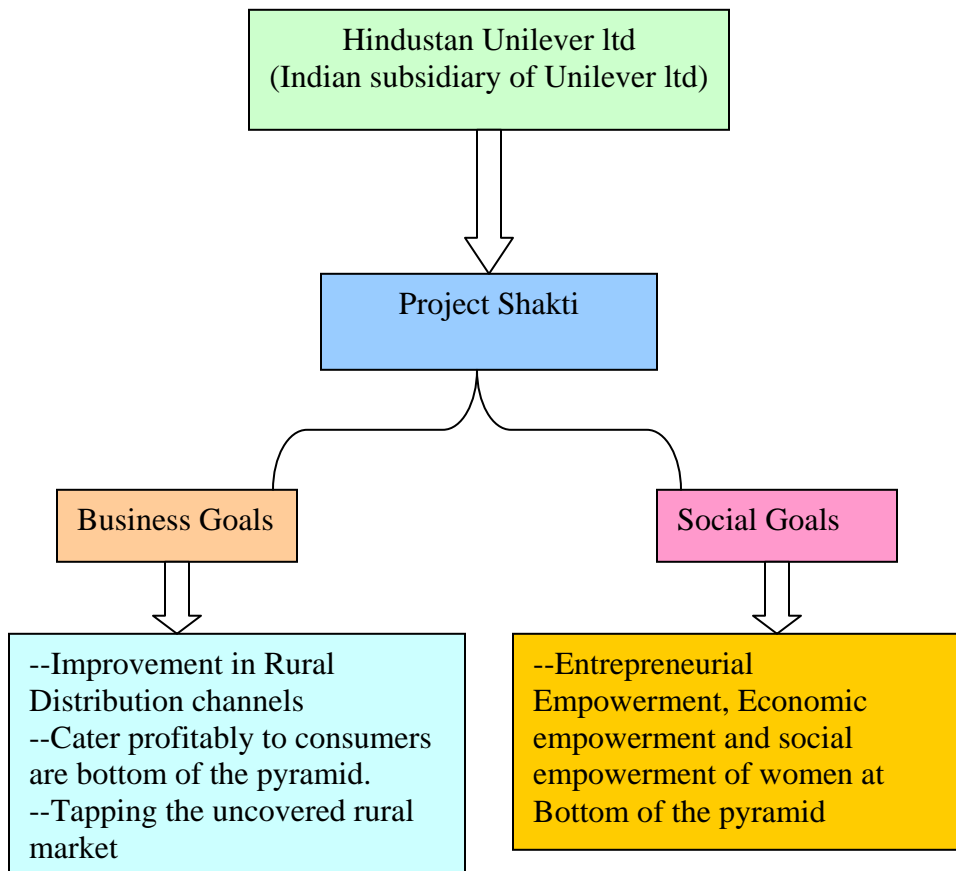 Hindustan Unilever ltd
(Indian subsidiary of Unilever ltd)
Project Shakti
Business Goals
Social Goals
--Improvement in Rural
Distribution channels
--Cater profitably to consumers
are bottom of the pyramid.
--Tapping the uncovered rural
market
--Entrepreneurial
Empowerment, Economic
empowerment and social
empowerment of women at
Bottom of the pyramid